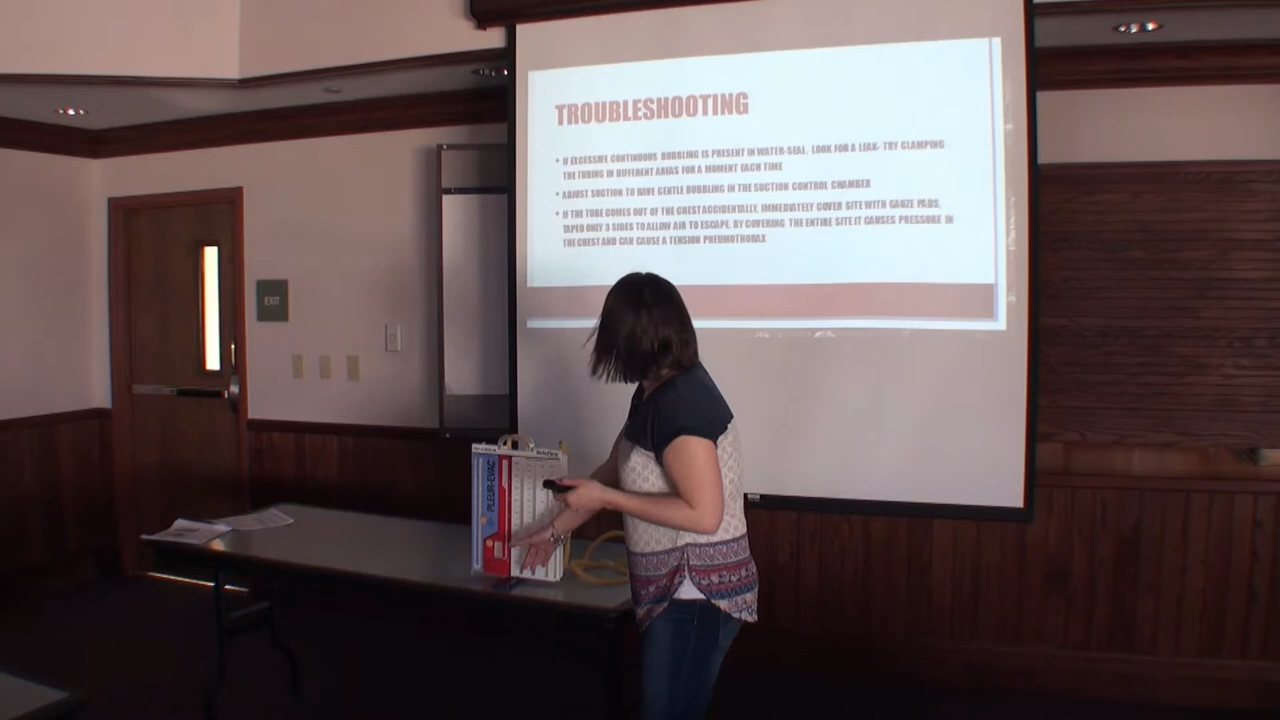 TROUBLESHOOTING
• IF EXCESSIVE CONTINUOUS BUBBLING IS PRESENT IN WATER-SEAL. LOOK FOR A LEAK- TRY CLAMPING
THE TUBING IN DIFFERENT AREAS FOR A MOMENT EACH TIME
• ADJUST SUCTION TO HAVE GENTLE BUBBLING IN THE SUCTION CONTROL CHAMBER
• IF THE TUBE COMES OUT OF THE CHEST ACCIDENTALLY, IMMEDIATELY COVER SITE WITH GAUZE PADS,
TAPED ONLY 3 SIDES TO ALLOW AIR TO ESCAPE. BY COVERING THE ENTIRE SITE IT CAUSES PRESSURE IN
THE CHEST AND CAN CAUSE A TENSION PNEUMOTHORAX
EXIT
PLEUR-EVAC